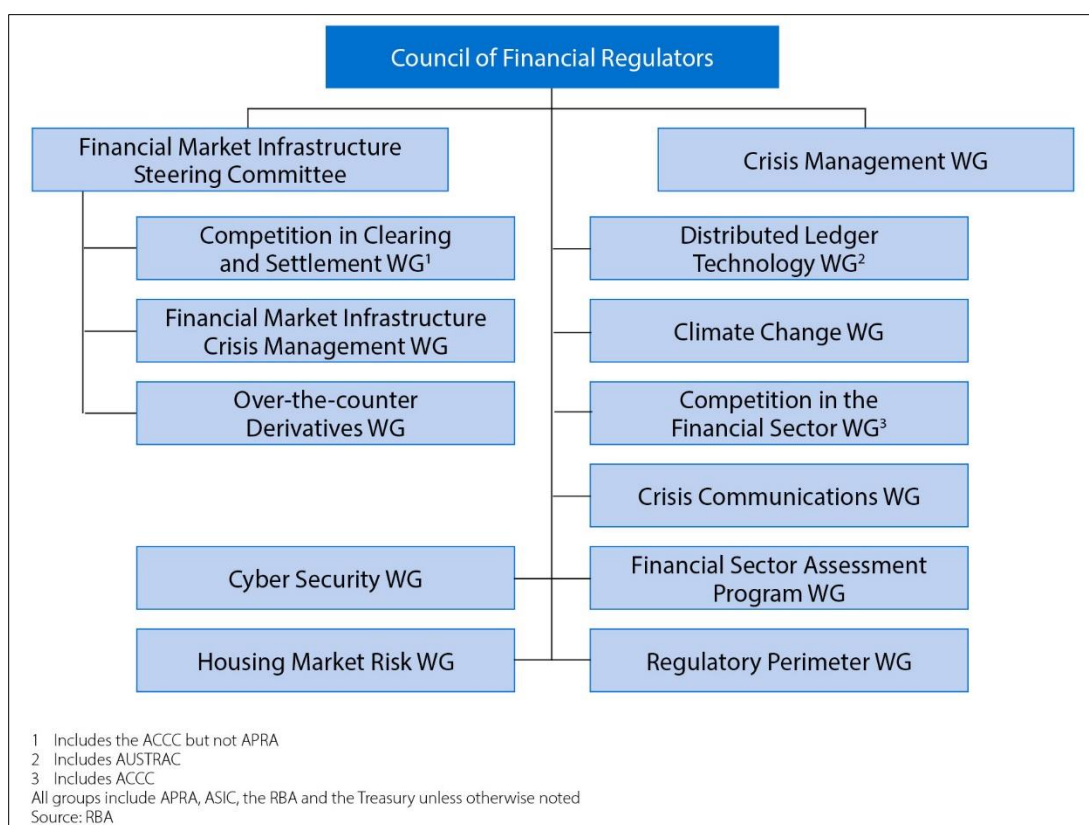 Council of Financial Regulators
Financial Market Infrastructure
Steering Committee
Crisis Management WG
Competition in Clearing
and Settlement WG¹
Distributed Ledger
Technology WG²
Financial Market Infrastructure
Crisis Management WG
Climate Change WG
Over-the-counter
Derivatives WG
Competition in the
Financial Sector WG³
Crisis Communications WG
Cyber Security WG
Financial Sector Assessment
Program WG
Housing Market Risk WG
Regulatory Perimeter WG
1 Includes the ACCC but not APRA
2 Includes AUSTRAC
3 Includes ACCC
All groups include APRA, ASIC, the RBA and the Treasury unless otherwise noted
Source: RBA